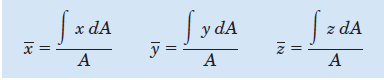 x̄ = ∫ x dA / A    ȳ = ∫ y dA / A    z̄ = ∫ z dA / A